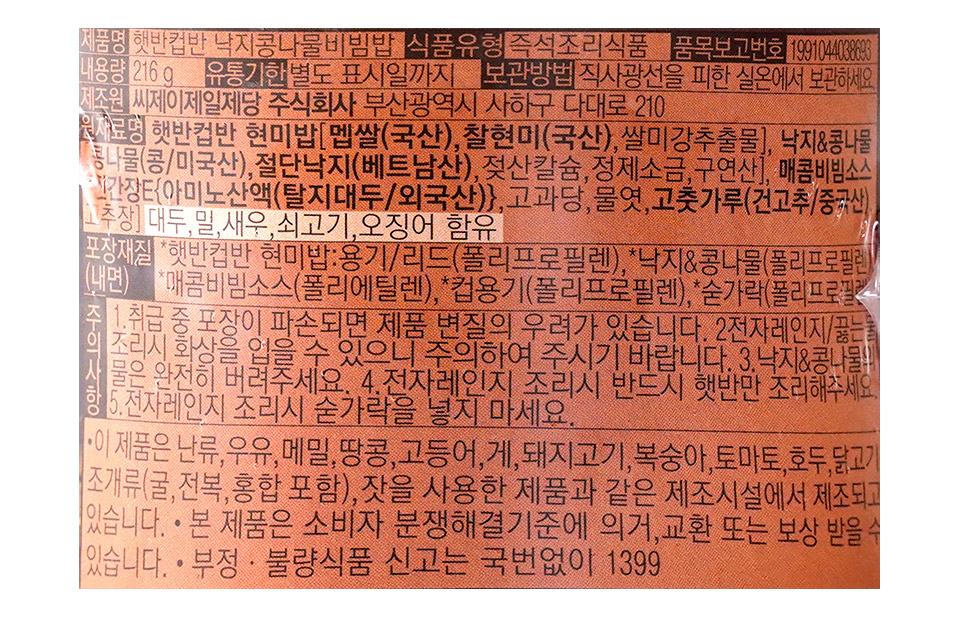 제품명 햇반컵반 낙지콩나물비빔밥 식품유형 즉석조리식품 품목보고번호 1991044038693
내용량 216 g 유통기한 별도 표시일까지 보관방법 직사광선을 피한 실온에서 보관하세요
제조원 씨제이제일제당 주식회사 부산광역시 사하구 다대로 210
원재료명 햇반컵반 현미밥[멥쌀(국산),찰현미(국산),쌀미강추출물], 낙지&콩나물
콩나물(콩/미국산),절단낙지(베트남산), 젖산칼슘,정제소금,구연산], 매콤비빔소스
간장E{아미노산액(탈지대두/외국산)},고과당,물엿,고춧가루(건고추/중국산)
고추장] 대두,밀,새우,쇠고기,오징어 함유
포장재질 *햇반컵반 현미밥:용기/리드(폴리프로필렌),*낙지&콩나물(폴리프로필렌
(내면) *매콤비빔소스(폴리에틸렌),*컵용기(폴리프로필렌),*숟가락(폴리프로필렌
주의사항 1.취급 중 포장이 파손되면 제품 변질의 우려가 있습니다. 2전자레인지/끓는물
조리시 화상을 입을 수 있으니 주의하여 주시기 바랍니다. 3.낙지&콩나물의
물은 완전히 버려주세요. 4.전자레인지 조리시 반드시 햇반만 조리해주세요.
5.전자레인지 조리시 숟가락을 넣지 마세요.
•이 제품은 난류,우유,메밀,땅콩,고등어,게,돼지고기,복숭아,토마토,호두,닭고기
조개류(굴,전복,홍합 포함),잣을 사용한 제품과 같은 제조시설에서 제조되고
있습니다. • 본 제품은 소비자 분쟁해결기준에 의거,교환 또는 보상 받을 수
있습니다. • 부정 · 불량식품 신고는 국번없이 1399